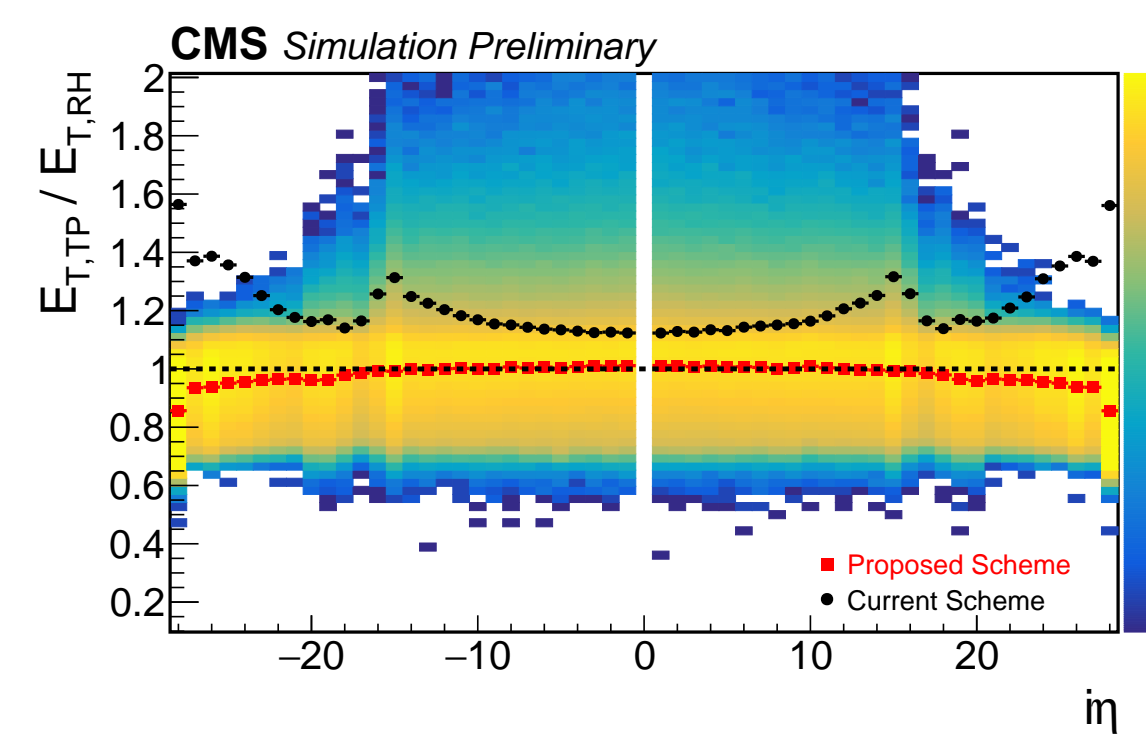 CMS Simulation Preliminary
E_T,TP / E_T,RH
2
1.8
1.6
1.4
1.2
1
0.8
0.6
0.4
0.2
Proposed Scheme
Current Scheme
−20 −10 0 10 20
iη